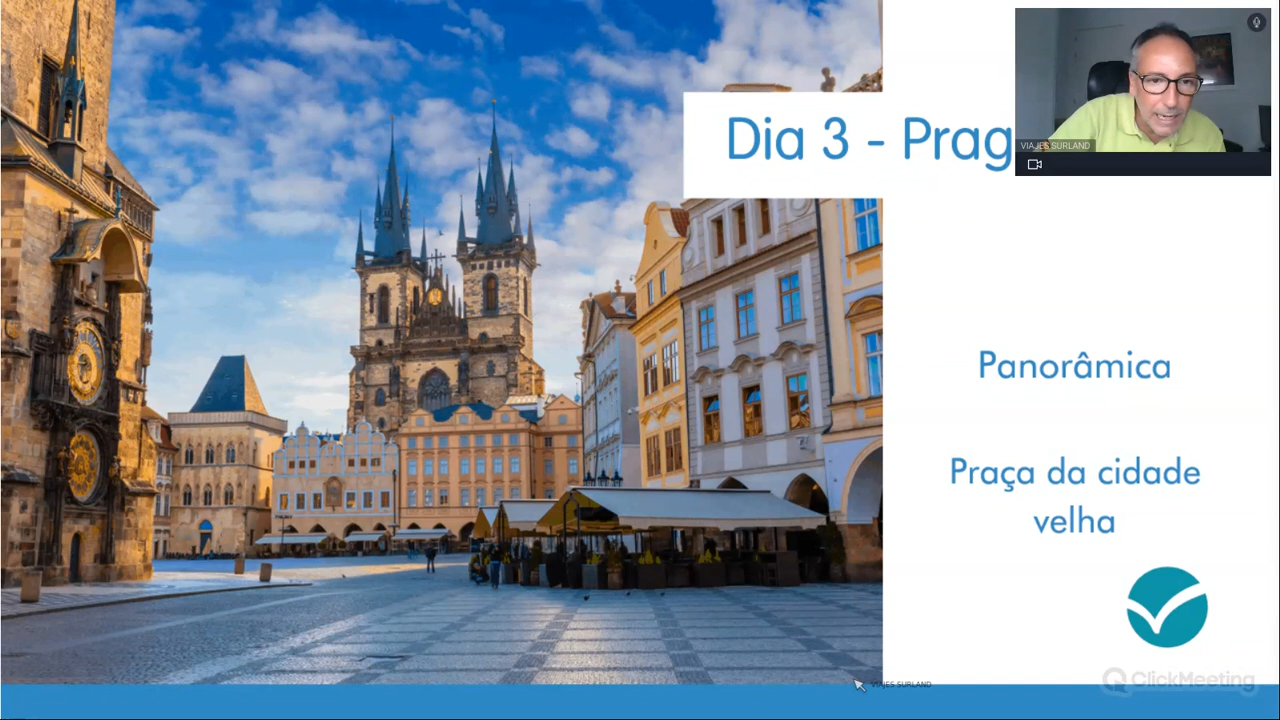 Dia 3 - Prag
VIAJES SURLAND
Panorâmica
Praça da cidade
velha
ClickMeeting
VIAJES SURLAND